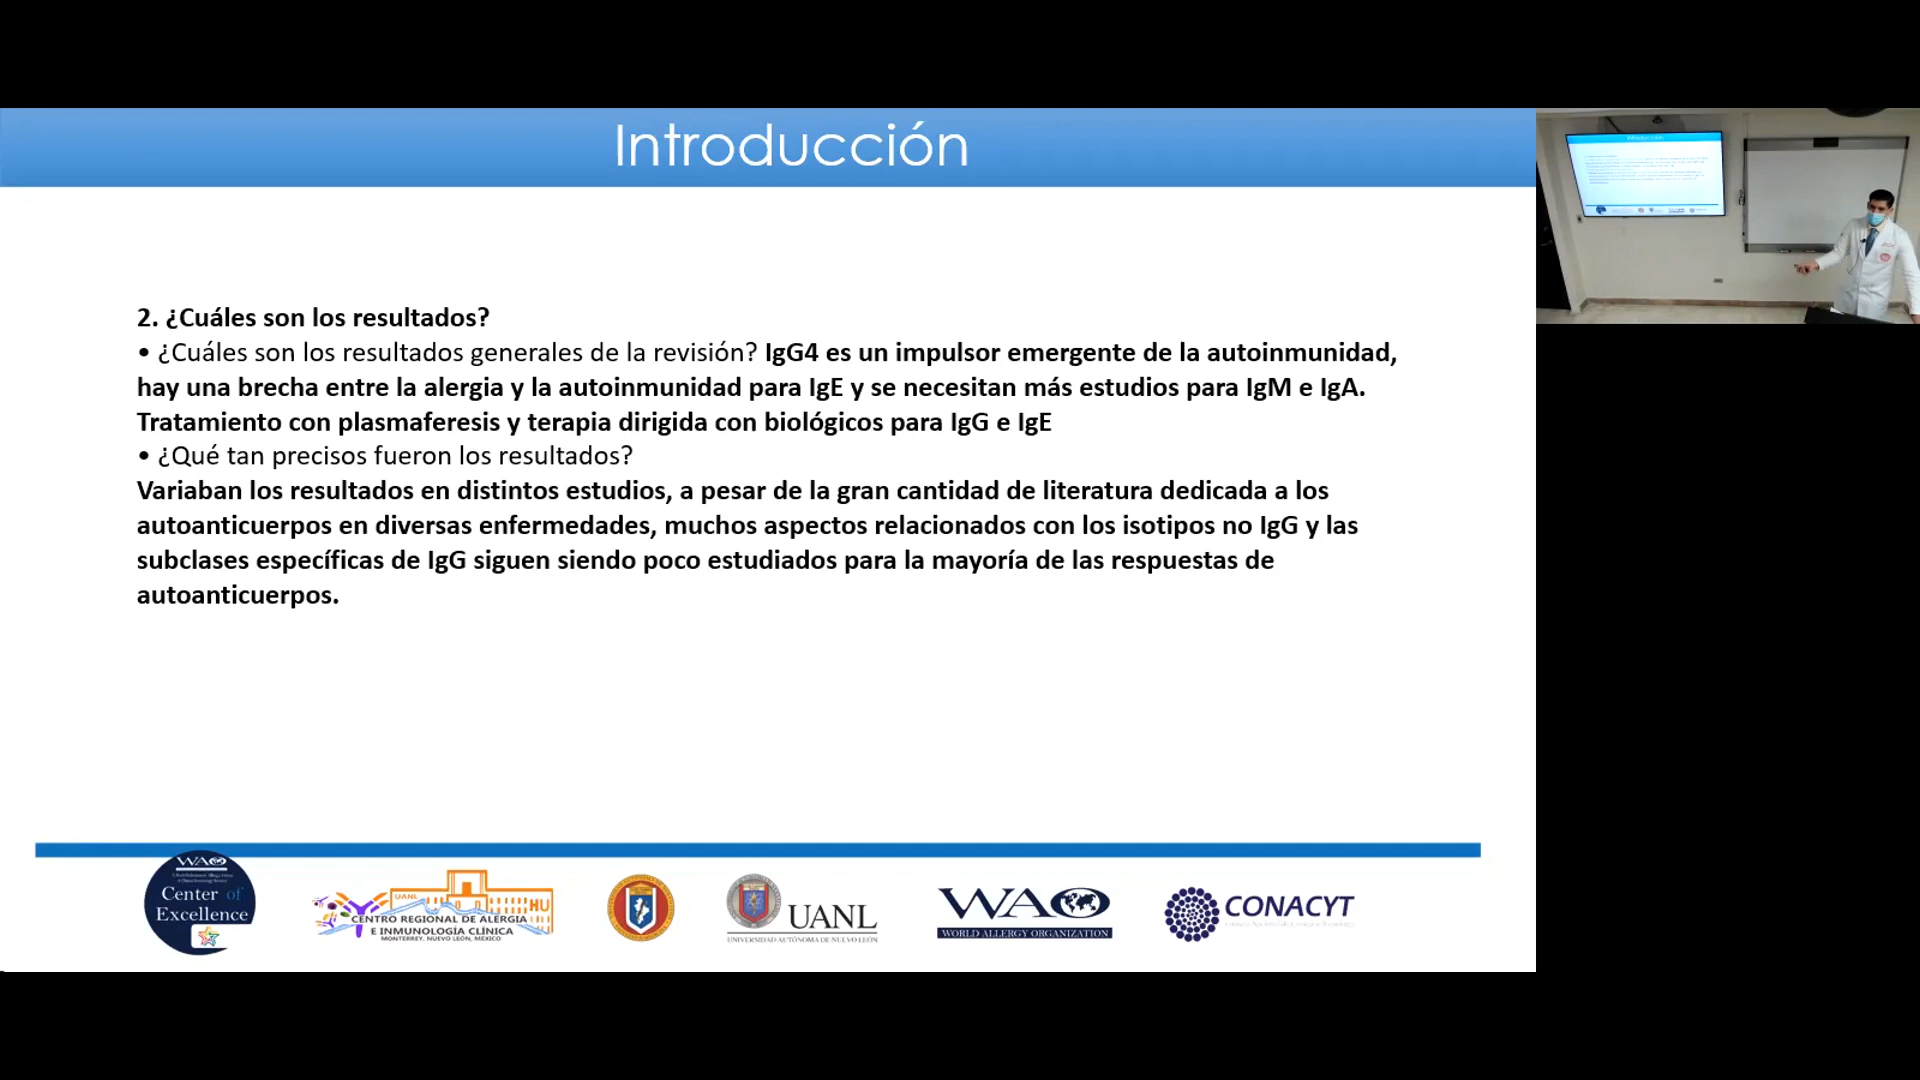 Introducción
2. ¿Cuáles son los resultados?
• ¿Cuáles son los resultados generales de la revisión? IgG4 es un impulsor emergente de la autoinmunidad,
hay una brecha entre la alergia y la autoinmunidad para IgE y se necesitan más estudios para IgM e IgA.
Tratamiento con plasmaferesis y terapia dirigida con biológicos para IgG e IgE
• ¿Qué tan precisos fueron los resultados?
Variaban los resultados en distintos estudios, a pesar de la gran cantidad de literatura dedicada a los
autoanticuerpos en diversas enfermedades, muchos aspectos relacionados con los isotipos no IgG y las
subclases específicas de IgG siguen siendo poco estudiados para la mayoría de las respuestas de
autoanticuerpos.
WAO
Center of
Excellence
UANL
HU
CENTRO REGIONAL DE ALERGIA
E INMUNOLOGÍA CLÍNICA
MONTERREY, NUEVO LEÓN, MÉXICO
UANL
UNIVERSIDAD AUTÓNOMA DE NUEVO LEÓN
WAO
WORLD ALLERGY ORGANIZATION
CONACYT
Introducción